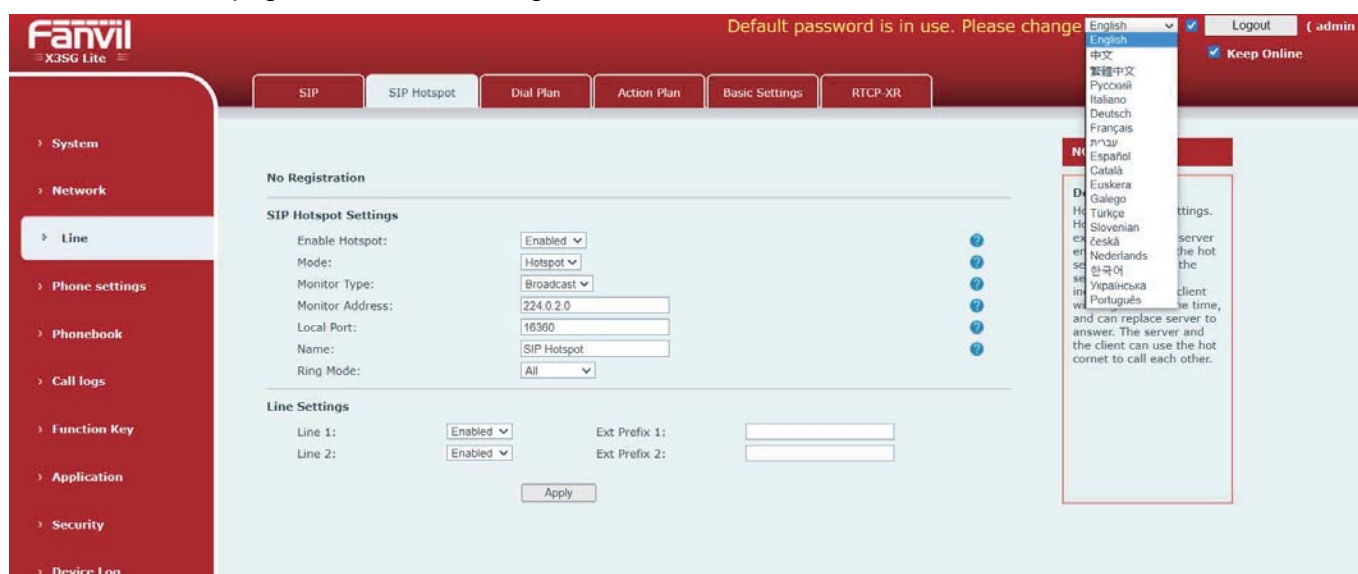 Fanvil
X3SG Lite
Default password is in use. Please change
English
Logout
( admin
Keep Online
English
中文
繁體中文
Русский
Italiano
Deutsch
Français
עברית
Español
Català
Euskera
Galego
Türkçe
Slovenian
česká
Nederlands
한국어
Українська
Português
SIP
SIP Hotspot
Dial Plan
Action Plan
Basic Settings
RTCP-XR
› System
› Network
› Line
› Phone settings
› Phonebook
› Call logs
› Function Key
› Application
› Security
› Device Log
No Registration
SIP Hotspot Settings
Enable Hotspot: Enabled
Mode: Hotspot
Monitor Type: Broadcast
Monitor Address: 224.0.2.0
Local Port: 16360
Name: SIP Hotspot
Ring Mode: All
Line Settings
Line 1: Enabled Ext Prefix 1:
Line 2: Enabled Ext Prefix 2:
Apply
ttings.
server
the hot
the
client
time,
and can replace server to
answer. The server and
the client can use the hot
cornet to call each other.